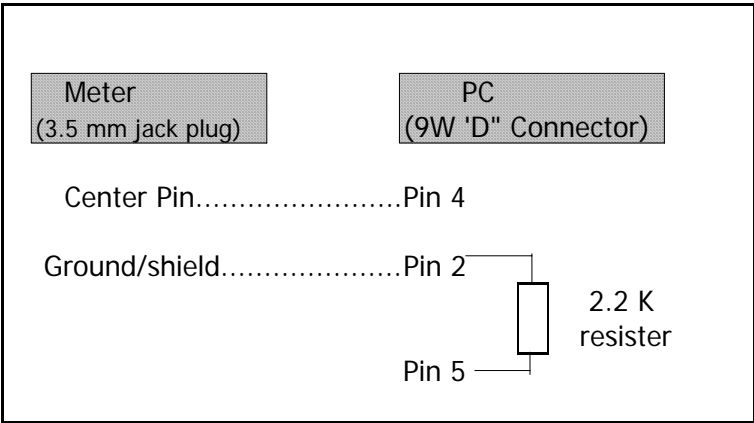 Meter
(3.5 mm jack plug)
PC
(9W 'D" Connector)
Center Pin........................Pin 4
Ground/shield.....................Pin 2
2.2 K
resister
Pin 5